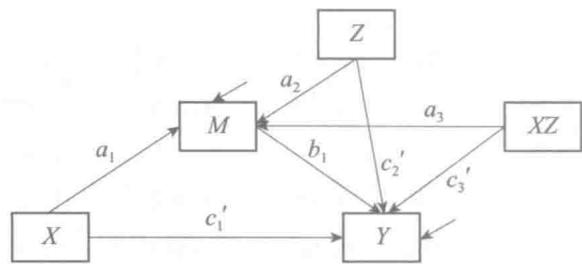 Z
a₂
M
a₃
XZ
a₁
b₁
c₂′
c₃′
c₁′
X
Y